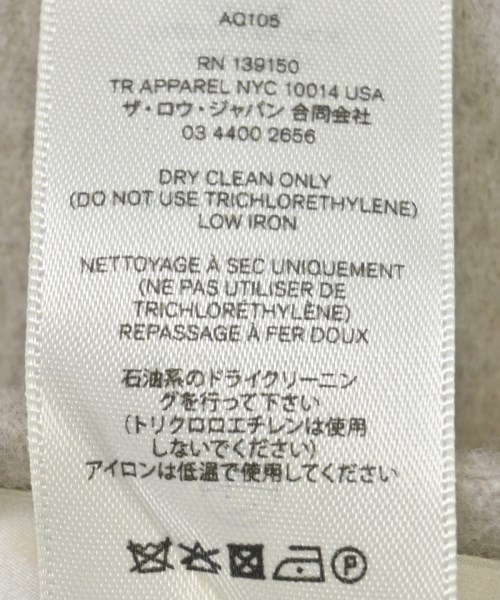 AQ105
RN 139150
TR APPAREL NYC 10014 USA
ザ・ロウ・ジャパン 合同会社
03 4400 2656
DRY CLEAN ONLY
(DO NOT USE TRICHLORETHYLENE)
LOW IRON
NETTOYAGE À SEC UNIQUEMENT
(NE PAS UTILISER DE
TRICHLORÉTHYLÈNE)
REPASSAGE À FER DOUX
石油系のドライクリーニン
グを行って下さい
(トリクロロエチレンは使用
しないでください)
アイロンは低温で使用してください
P